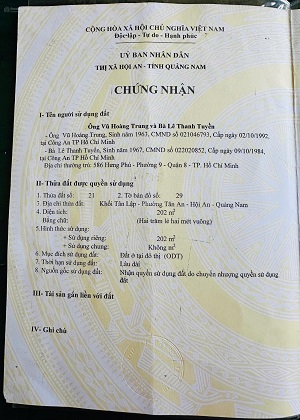 CỘNG HÒA XÃ HỘI CHỦ NGHĨA VIỆT NAM
Độc-lập - Tự do - Hạnh phúc
UỶ BAN NHÂN DÂN
THỊ XÃ HỘI AN - TỈNH QUẢNG NAM
CHỨNG NHẬN
I- Tên người sử dụng đất
Ông Vũ Hoàng Trung và Bà Lê Thanh Tuyền
- Ông Vũ Hoàng Trung, Sinh năm 1963, CMND số 021046793, Cấp ngày 02/10/1992,
tại Công An TP Hồ Chí Minh
- Bà Lê Thanh Tuyền, Sinh năm 1967, CMND số 022020852, Cấp ngày 09/10/1984,
tại Công An TP Hồ Chí Minh
Địa chỉ thường trú: 586 Hưng Phú - Phường 9 - Quận 8 - TP. Hồ Chí Minh
II- Thửa đất được quyền sử dụng
1. Thửa đất số: 21 2. Tờ bản đồ số: 29
3. Địa chỉ thửa đất: Khối Tân Lập - Phường Tân An - Hội An - Quảng Nam
4. Diện tích: 202 m²
Bằng chữ: (Hai trăm lẻ hai mét vuông)
5.Hình thức sử dụng:
+ Sử dụng riêng: 202 m²
+ Sử dụng chung: Không m²
6. Mục đích sử dụng đất: Đất ở tại đô thị (ODT)
7. Thời hạn sử dụng đất: Lâu dài
8. Nguồn gốc sử dụng đất: Nhận quyền sử dụng đất do chuyển nhượng quyền sử dụng
đất
III- Tài sản gắn liền với đất
IV- Ghi chú